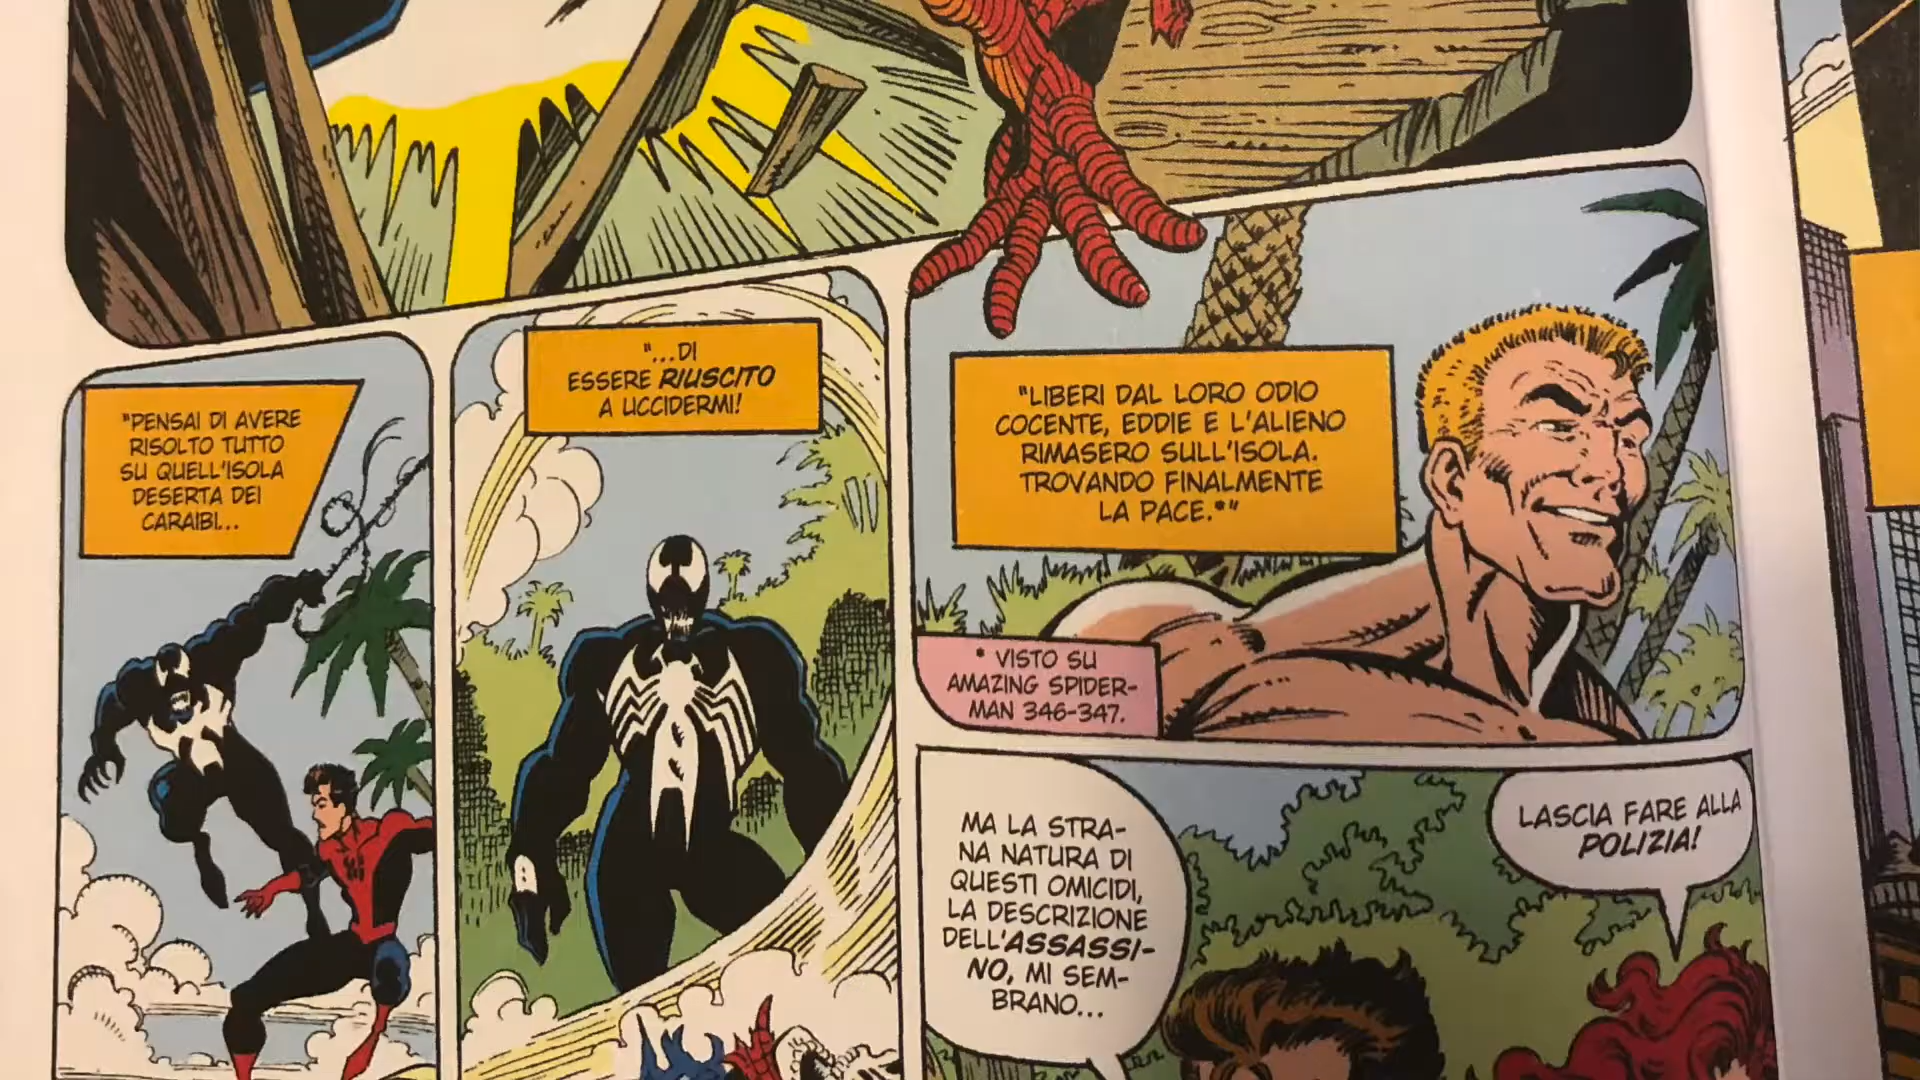 "PENSAI DI AVERE
RISOLTO TUTTO
SU QUELL'ISOLA
DESERTA DEI
CARAIBI...
"...DI
ESSERE RIUSCITO
A UCCIDERMI!
"LIBERI DAL LORO ODIO
COCENTE, EDDIE E L'ALIENO
RIMASERO SULL'ISOLA.
TROVANDO FINALMENTE
LA PACE.*"
* VISTO SU
AMAZING SPIDER-
MAN 346-347.
MA LA STRA-
NA NATURA DI
QUESTI OMICIDI,
LA DESCRIZIONE
DELL'ASSASSI-
NO, MI SEM-
BRANO...
LASCIA FARE ALLA
POLIZIA!